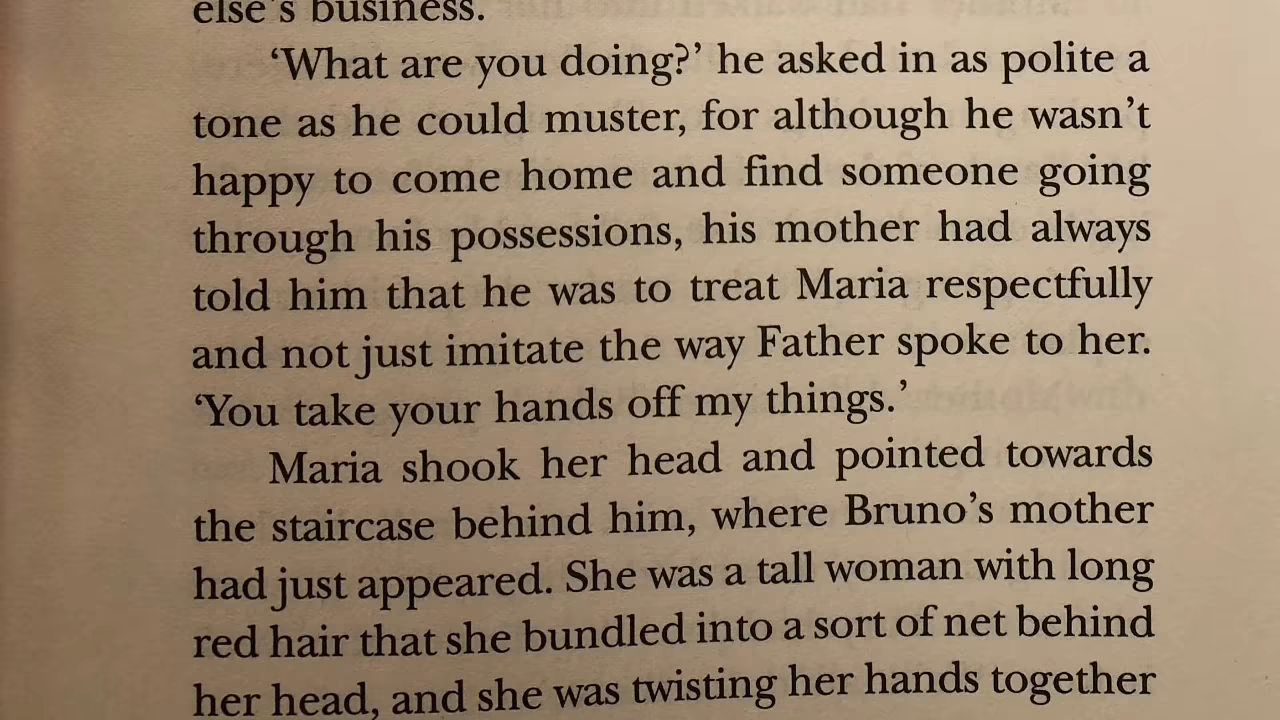 else's business.
‘What are you doing?’ he asked in as polite a
tone as he could muster, for although he wasn’t
happy to come home and find someone going
through his possessions, his mother had always
told him that he was to treat Maria respectfully
and not just imitate the way Father spoke to her.
‘You take your hands off my things.’
Maria shook her head and pointed towards
the staircase behind him, where Bruno’s mother
had just appeared. She was a tall woman with long
red hair that she bundled into a sort of net behind
her head, and she was twisting her hands together